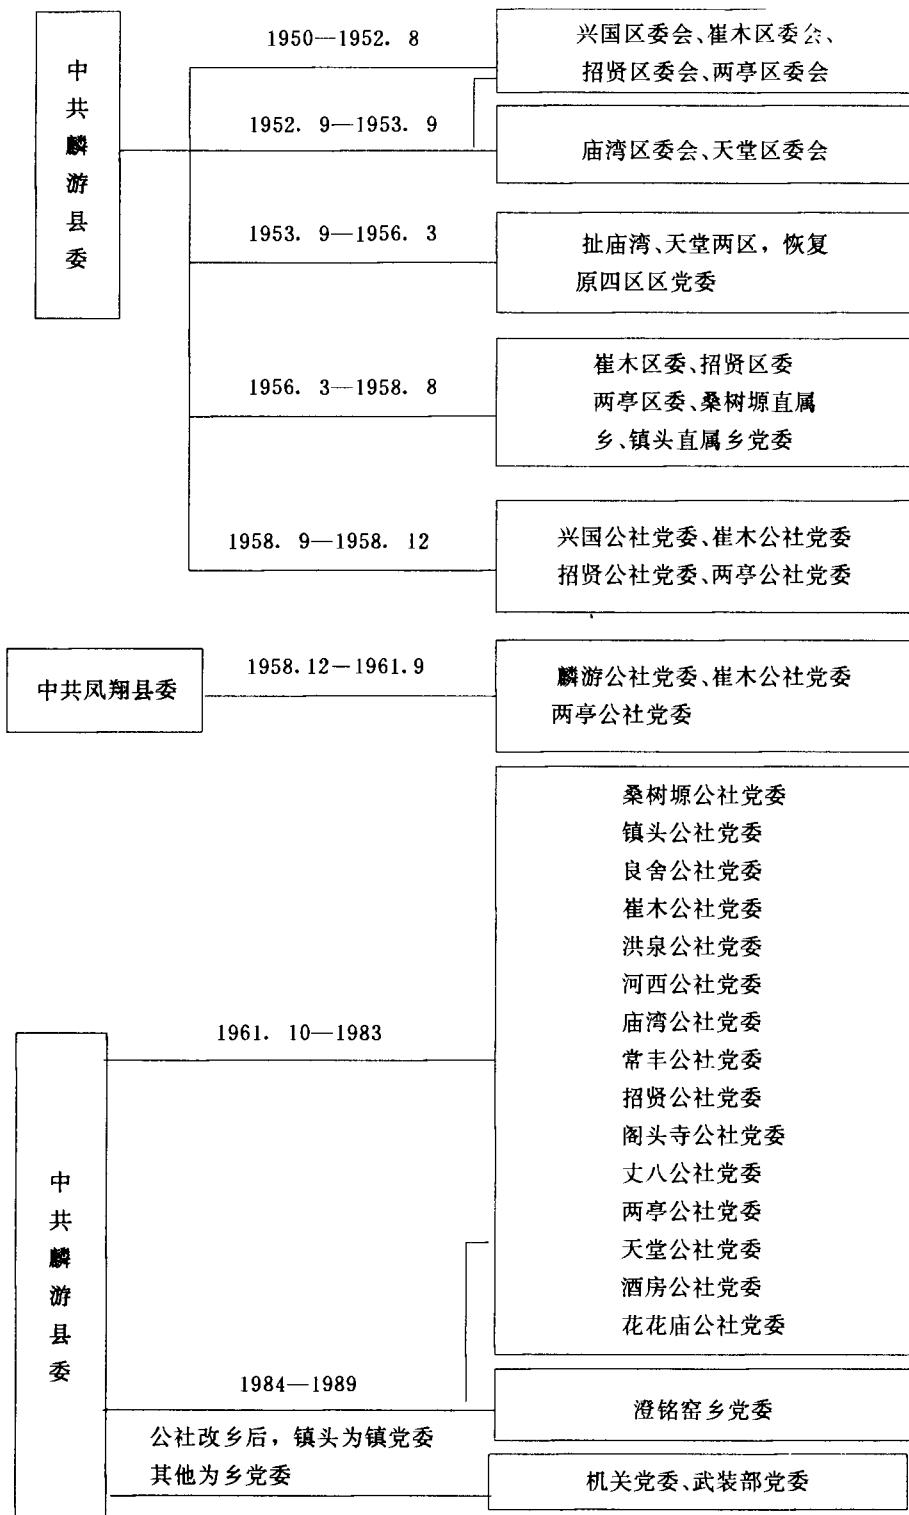 中共麟游县委
1950—1952. 8
兴国区委会、崔木区委会、
招贤区委会、两亭区委会
1952. 9—1953. 9
庙湾区委会、天堂区委会
1953. 9—1956. 3
扯庙湾、天堂两区，恢复
原四区区党委
1956. 3—1958. 8
崔木区委、招贤区委
两亭区委、桑树塬直属
乡、镇头直属乡党委
1958. 9—1958. 12
兴国公社党委、崔木公社党委
招贤公社党委、两亭公社党委
中共凤翔县委
1958.12—1961.9
麟游公社党委、崔木公社党委
两亭公社党委
中共麟游县委
1961. 10—1983
桑树塬公社党委
镇头公社党委
良舍公社党委
崔木公社党委
洪泉公社党委
河西公社党委
庙湾公社党委
常丰公社党委
招贤公社党委
阁头寺公社党委
丈八公社党委
两亭公社党委
天堂公社党委
酒房公社党委
花花庙公社党委
1984—1989
公社改乡后，镇头为镇党委
其他为乡党委
澄铭窑乡党委
机关党委、武装部党委